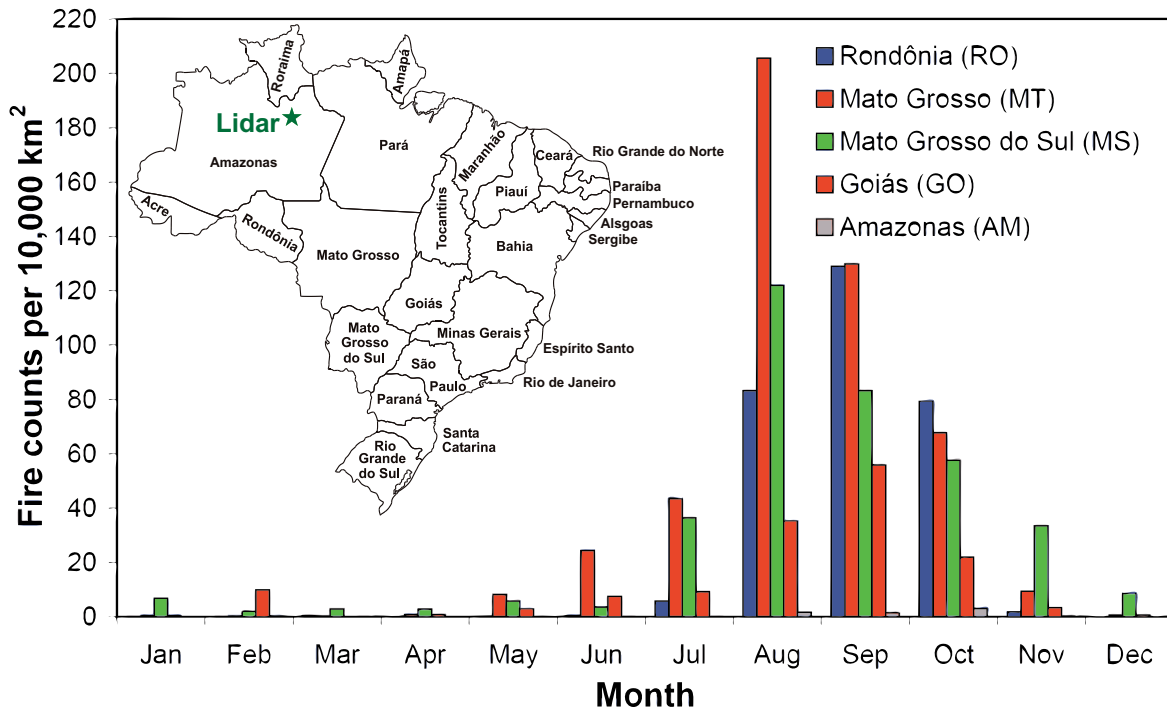 Fire counts per 10,000 km²
220
200
180
160
140
120
100
80
60
40
20
0
Rondônia (RO)
Mato Grosso (MT)
Mato Grosso do Sul (MS)
Goiás (GO)
Amazonas (AM)
Roraima
Amapá
Lidar
Amazonas
Pará
Maranhão
Ceará
Rio Grande do Norte
Piauí
Paraíba
Pernambuco
Acre
Rondônia
Tocantins
Alsgoas
Sergibe
Bahia
Mato Grosso
Goiás
Mato
Grosso
do Sul
Minas Gerais
Espírito Santo
São
Paulo
Rio de Janeiro
Paraná
Santa
Catarina
Rio
Grande
do Sul
Jan
Feb
Mar
Apr
May
Jun
Jul
Aug
Sep
Oct
Nov
Dec
Month